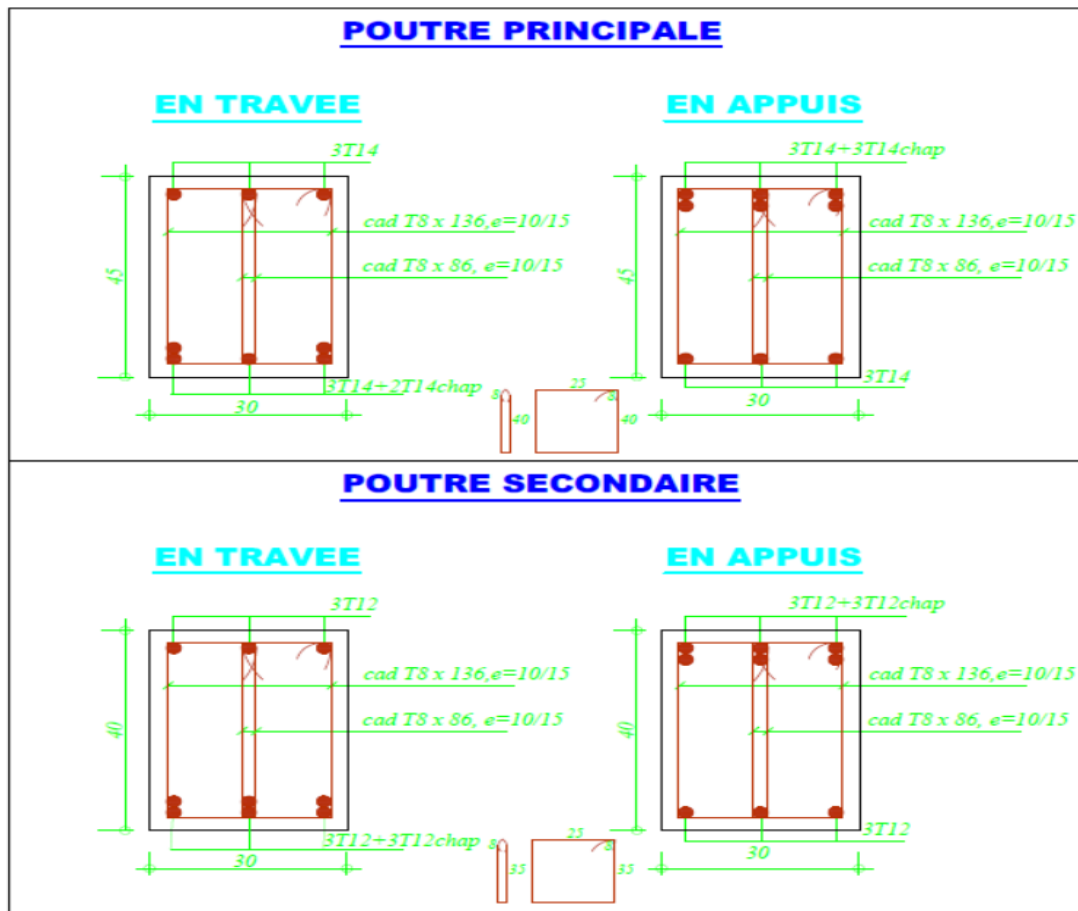 POUTRE PRINCIPALE
EN TRAVEE
EN APPUIS
3T14
3T14+3T14chap
cad T8 x 136,e=10/15
cad T8 x 136,e=10/15
cad T8 x 86, e=10/15
cad T8 x 86, e=10/15
45
45
3T14+2T14chap
3T14
30
30
25
8
8
40
40
POUTRE SECONDAIRE
EN TRAVEE
EN APPUIS
3T12
3T12+3T12chap
cad T8 x 136,e=10/15
cad T8 x 136,e=10/15
cad T8 x 86, e=10/15
cad T8 x 86, e=10/15
40
40
3T12+3T12chap
3T12
30
30
25
8
8
35
35